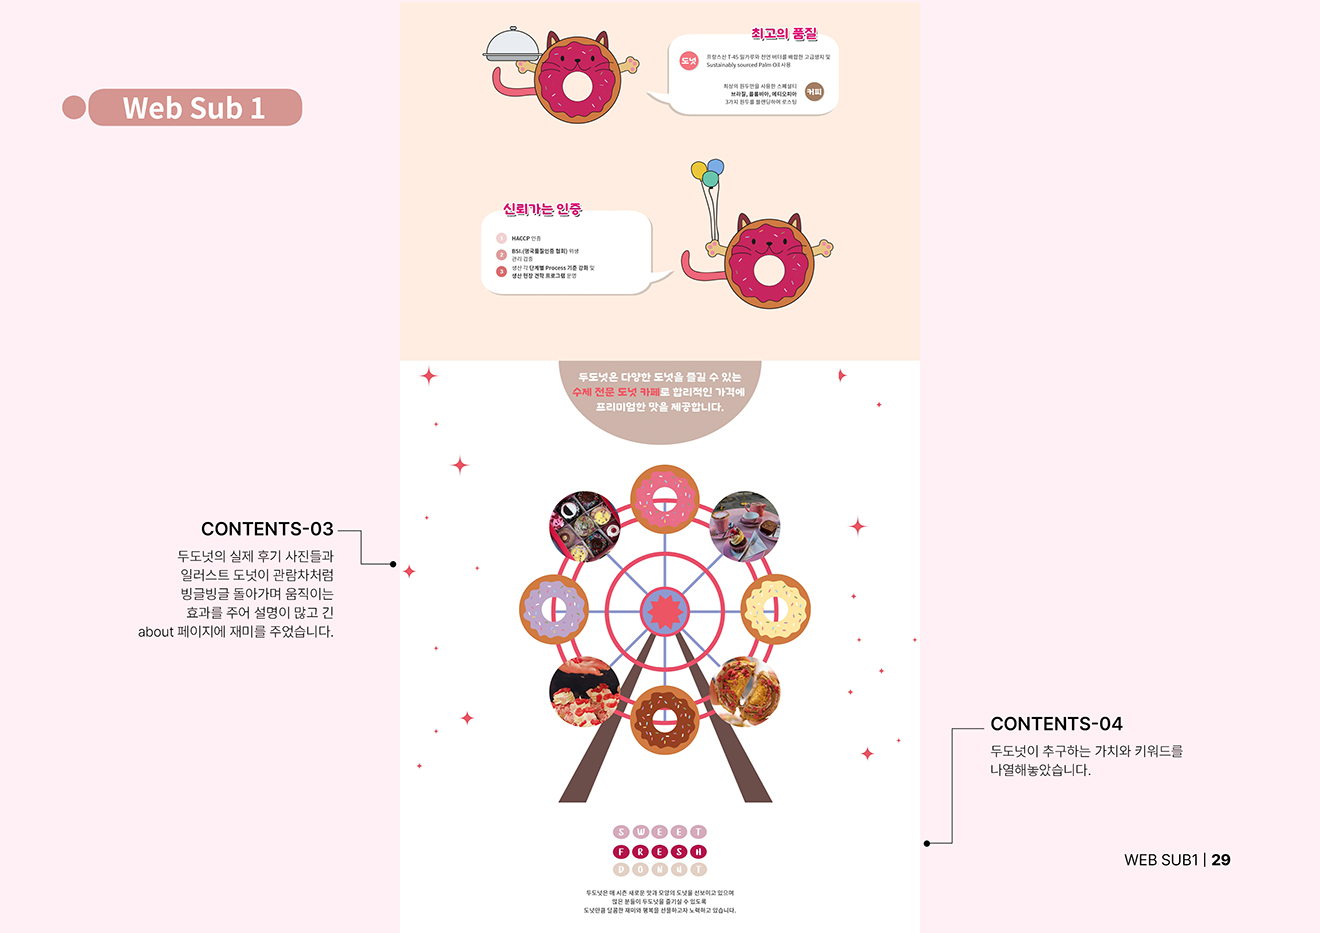 Web Sub 1
최고의 품질
도넛
프랑스산 T-45 밀가루와 천연 버터를 배합한 고급생지 및
Sustainably sourced Palm Oil 사용
최상의 원두만을 사용한 스페셜티
브라질, 콜롬비아, 에티오피아
3가지 원두를 블랜딩하여 로스팅
커피
신뢰가는 인증
1 HACCP 인증
2 BSI.(영국품질인증 협회) 위생
관리 검증
3 생산 각 단계별 Process 기준 강화 및
생산 현장 견학 프로그램 운영
두도넛은 다양한 도넛을 즐길 수 있는
수제 전문 도넛 카페로 합리적인 가격에
프리미엄한 맛을 제공합니다.
CONTENTS-03
두도넛의 실제 후기 사진들과
일러스트 도넛이 관람차처럼
빙글빙글 돌아가며 움직이는
효과를 주어 설명이 많고 긴
about 페이지에 재미를 주었습니다.
CONTENTS-04
두도넛이 추구하는 가치와 키워드를
나열해놓았습니다.
SWEET
FRESH
DONUT
두도넛은 매 시즌 새로운 맛과 모양의 도넛을 선보이고 있으며
많은 분들이 두도넛을 즐기실 수 있도록
도넛만큼 달콤한 재미와 행복을 선물하고자 노력하고 있습니다.
WEB SUB1 | 29